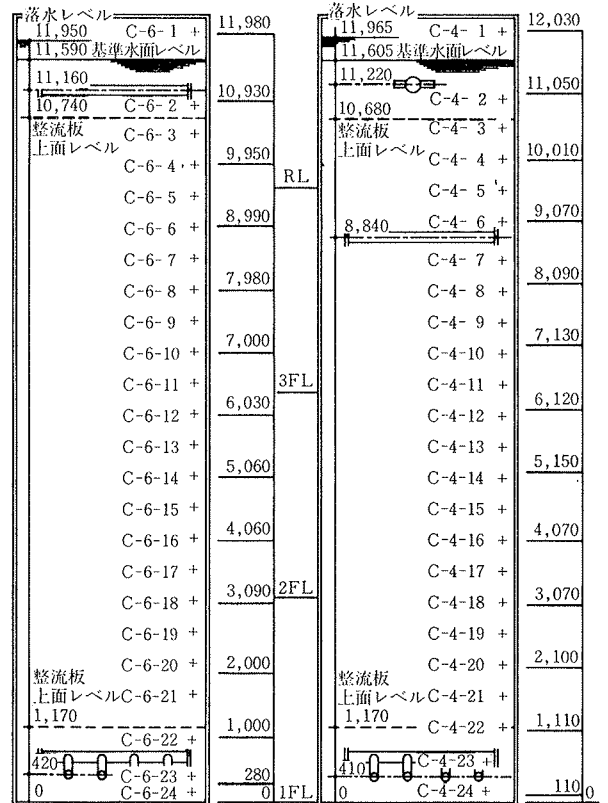 落水レベル
11,950 C-6- 1 + 11,980
11,590 基準水面レベル
11,160
10,740 C-6- 2 + 10,930
整流板 C-6- 3 +
上面レベル
C-6- 4 + 9,950
C-6- 5 +
C-6- 6 + 8,990
C-6- 7 +
C-6- 8 + 7,980
C-6- 9 +
C-6-10 + 7,000
C-6-11 +
C-6-12 + 6,030
C-6-13 +
C-6-14 + 5,060
C-6-15 +
C-6-16 + 4,060
C-6-17 +
C-6-18 + 3,090
C-6-19 +
C-6-20 + 2,000
整流板
上面レベル C-6-21 +
1,170 1,000
C-6-22 +
420 C-6-23 + 280
0 C-6-24 + 0
RL
3FL
2FL
1FL
落水レベル
11,965 C-4- 1 + 12,030
11,605 基準水面レベル
11,220 11,050
C-4- 2 +
10,680
整流板 C-4- 3 +
上面レベル C-4- 4 + 10,010
C-4- 5 +
8,840 C-4- 6 + 9,070
C-4- 7 +
C-4- 8 + 8,090
C-4- 9 +
C-4-10 + 7,130
C-4-11 +
C-4-12 + 6,120
C-4-13 +
C-4-14 + 5,150
C-4-15 +
C-4-16 + 4,070
C-4-17 +
C-4-18 + 3,070
C-4-19 +
C-4-20 + 2,100
整流板
上面レベル C-4-21 +
1,170 C-4-22 + 1,110
C-4-23 +
410
0 C-4-24 + 110 0